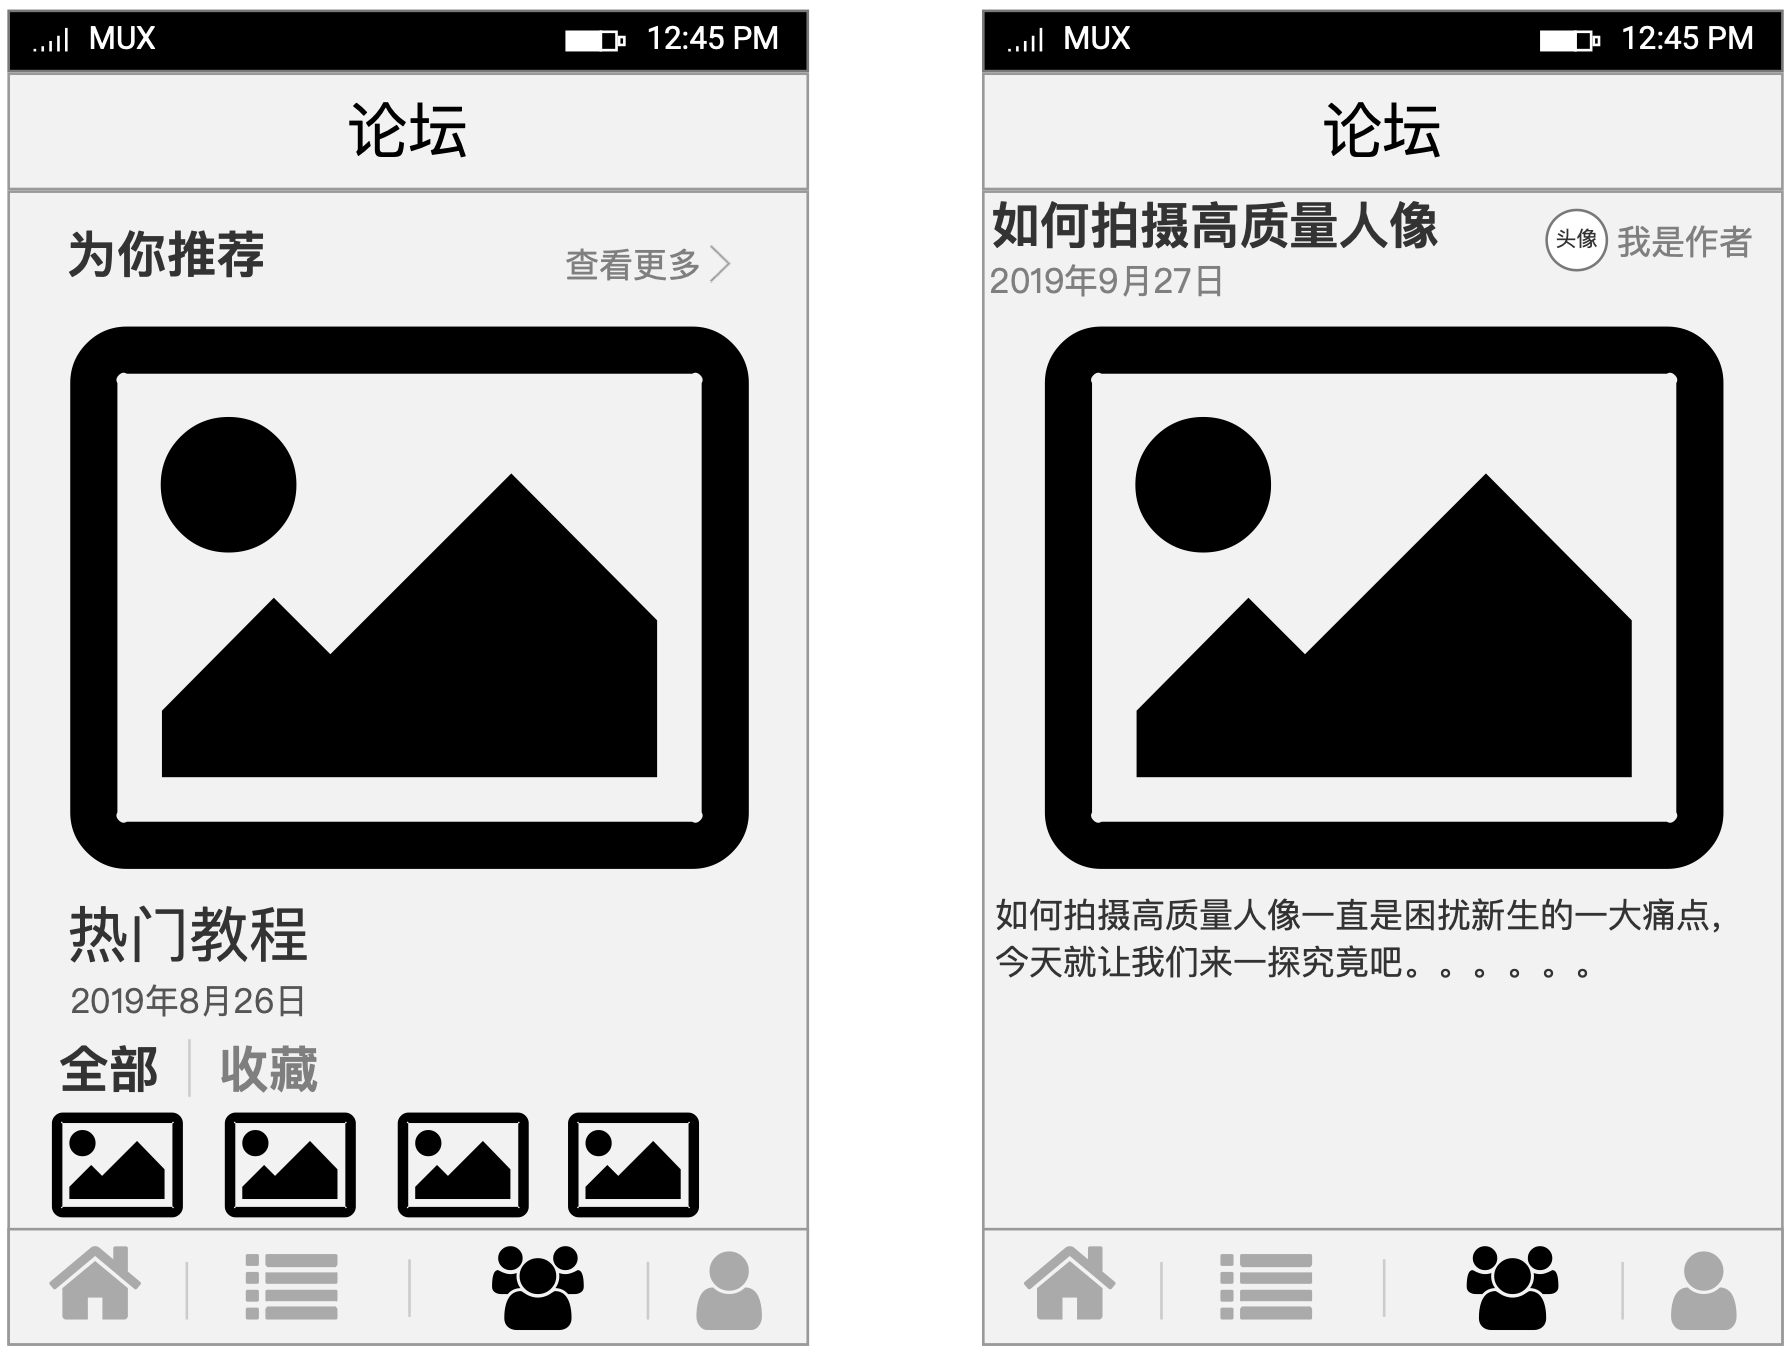 MUX 12:45 PM
论坛
为你推荐
查看更多
热门教程
2019年8月26日
全部 收藏
MUX 12:45 PM
论坛
如何拍摄高质量人像
头像 我是作者
2019年9月27日
如何拍摄高质量人像一直是困扰新生的一大痛点，
今天就让我们来一探究竟吧。。。。。。